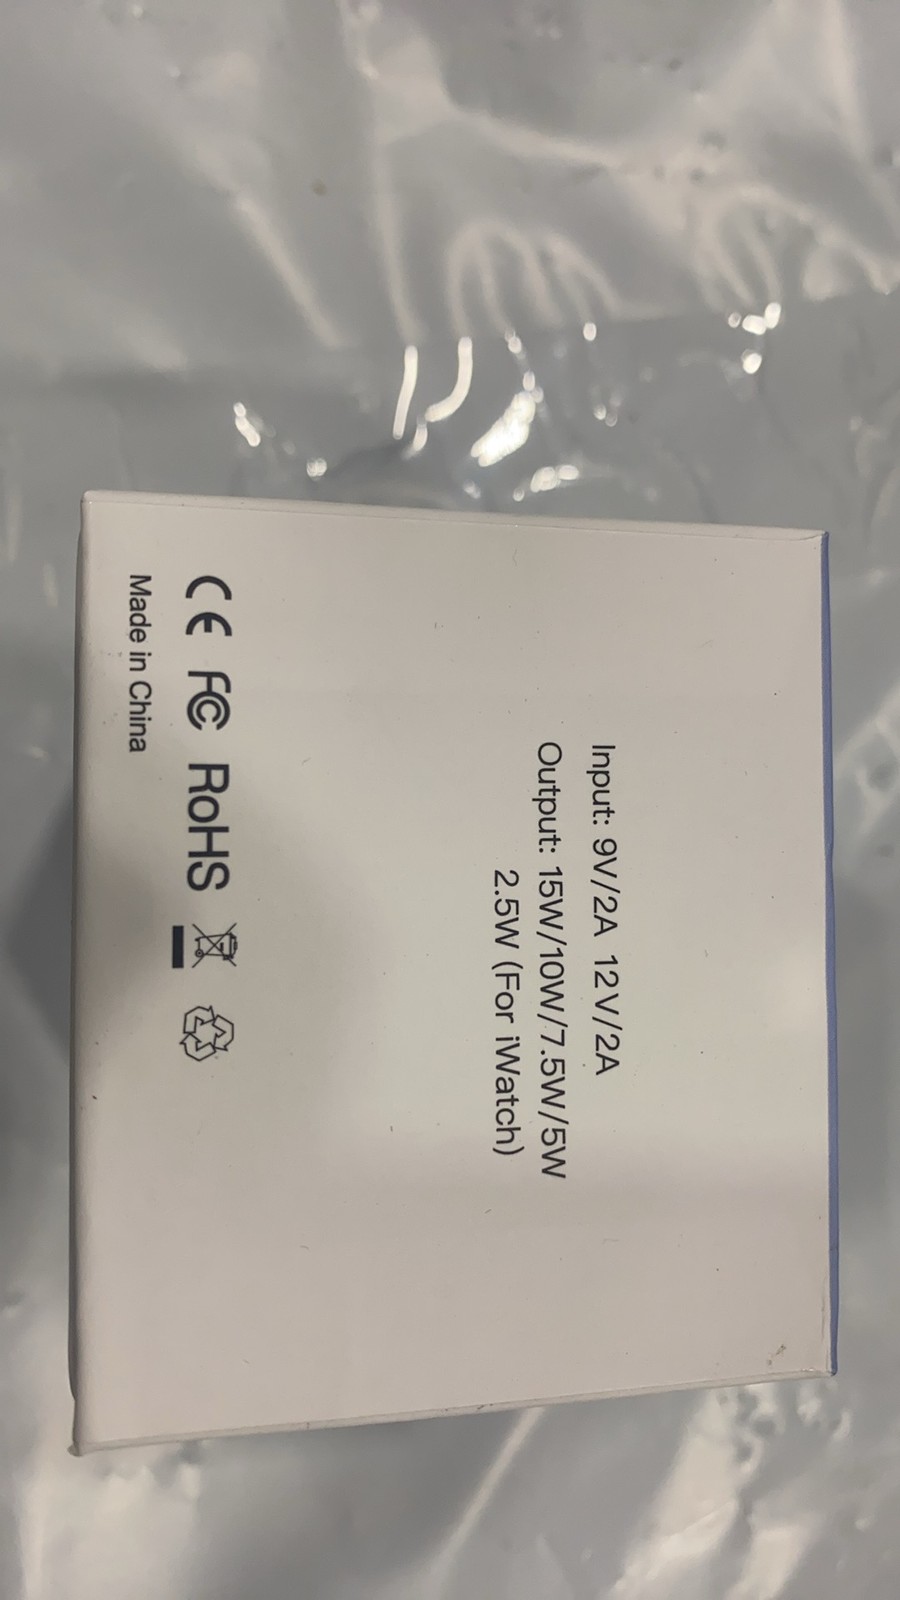 Input: 9V/2A 12V/2A
Output: 15W/10W/7.5W/5W
2.5W (For iWatch)
CE FC RoHS
Made in China